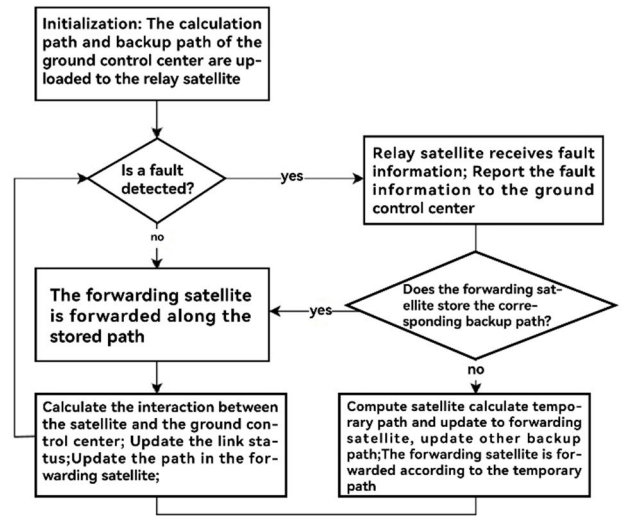 Initialization: The calculation
path and backup path of the
ground control center are up-
loaded to the relay satellite
Is a fault
detected?
yes
Relay satellite receives fault
information; Report the fault
information to the ground
control center
no
The forwarding satellite
is forwarded along the
stored path
yes
Does the forwarding sat-
ellite store the corre-
sponding backup path?
no
Calculate the interaction between
the satellite and the ground con-
trol center; Update the link sta-
tus;Update the path in the for-
warding satellite;
Compute satellite calculate tempo-
rary path and update to forwarding
satellite, update other backup
path;The forwarding satellite is for-
warded according to the temporary
path